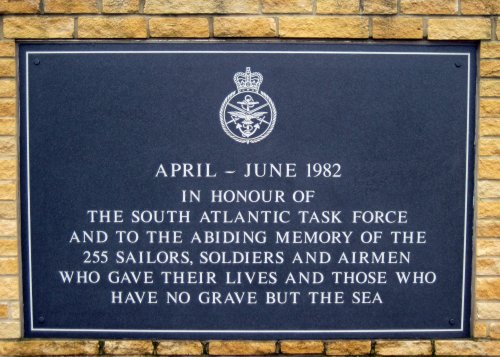 APRIL – JUNE 1982
IN HONOUR OF
THE SOUTH ATLANTIC TASK FORCE
AND TO THE ABIDING MEMORY OF THE
255 SAILORS, SOLDIERS AND AIRMEN
WHO GAVE THEIR LIVES AND THOSE WHO
HAVE NO GRAVE BUT THE SEA